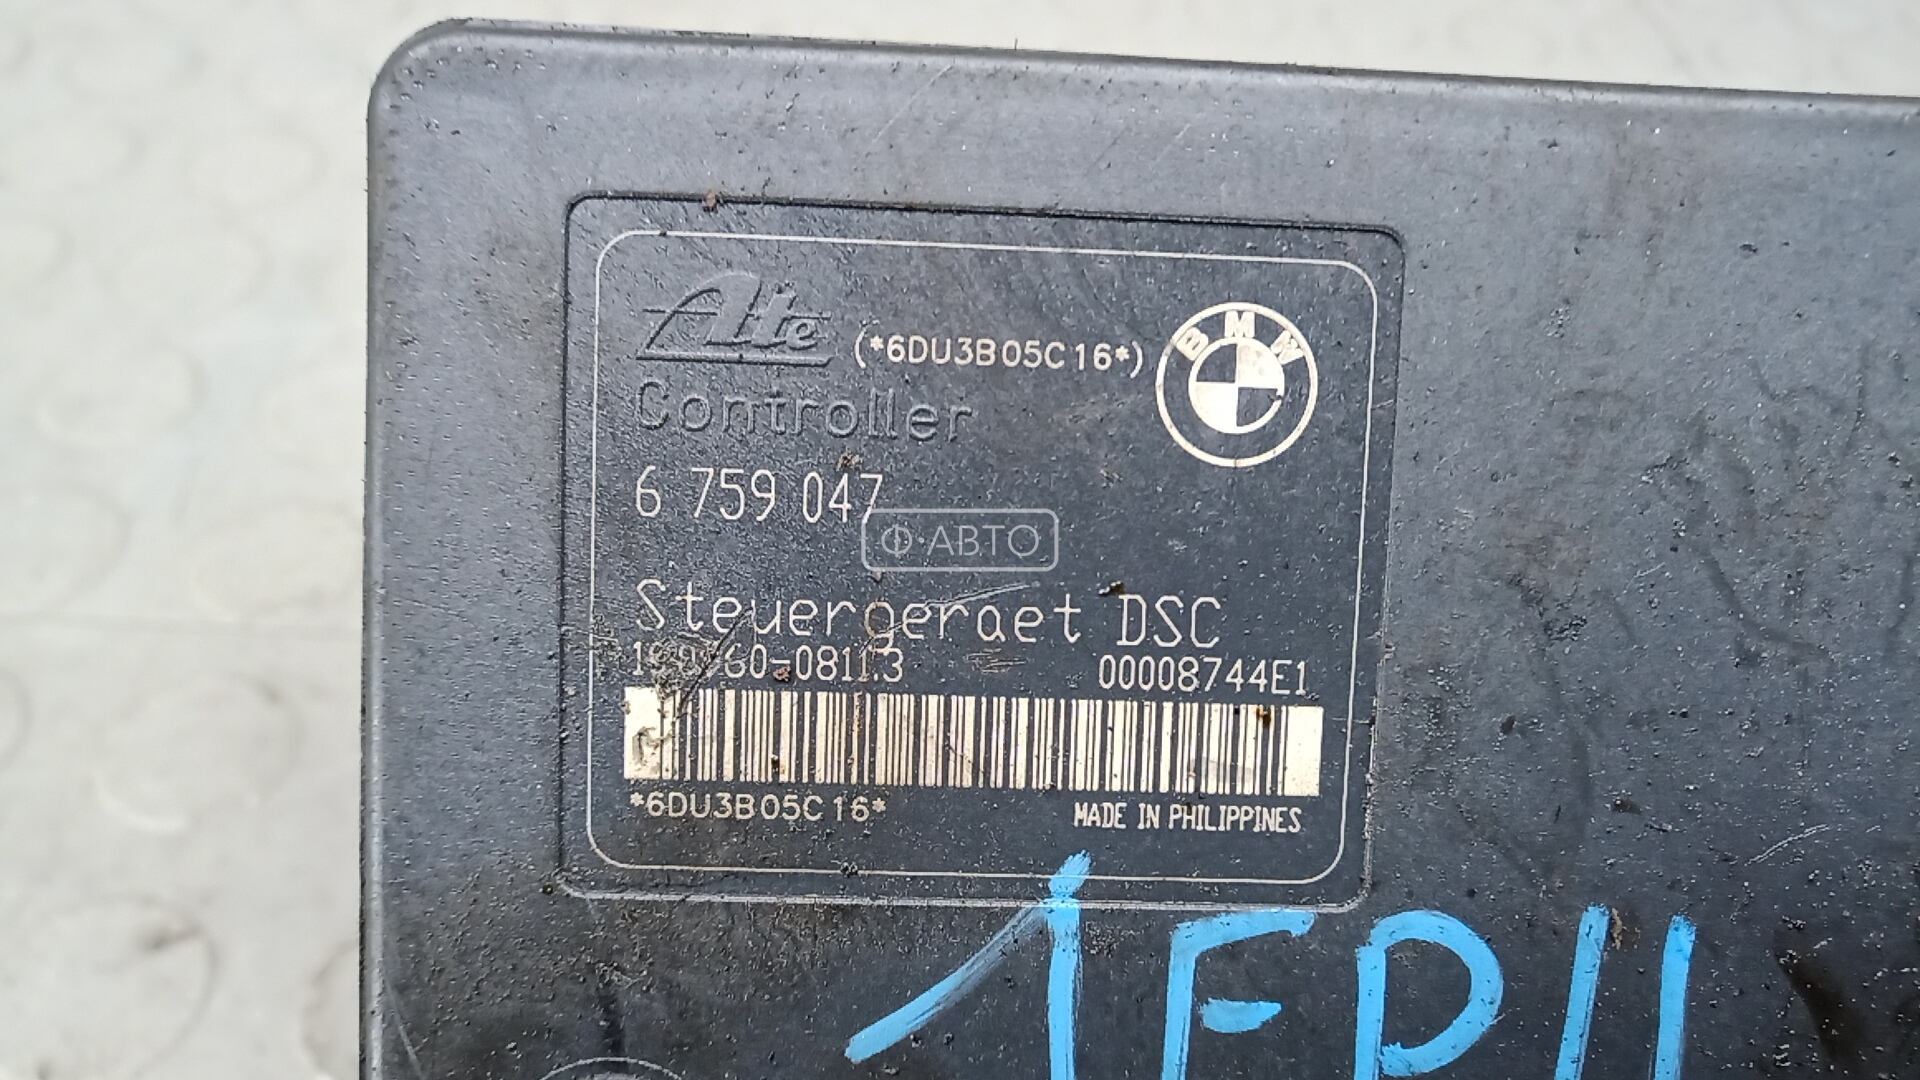 Ate (*6DU3B05C16*) BMW
Controller
6 759 047
Ф·АВТО
Steuergeraet DSC
00008744E1
*6DU3B05C16* MADE IN PHILIPPINES